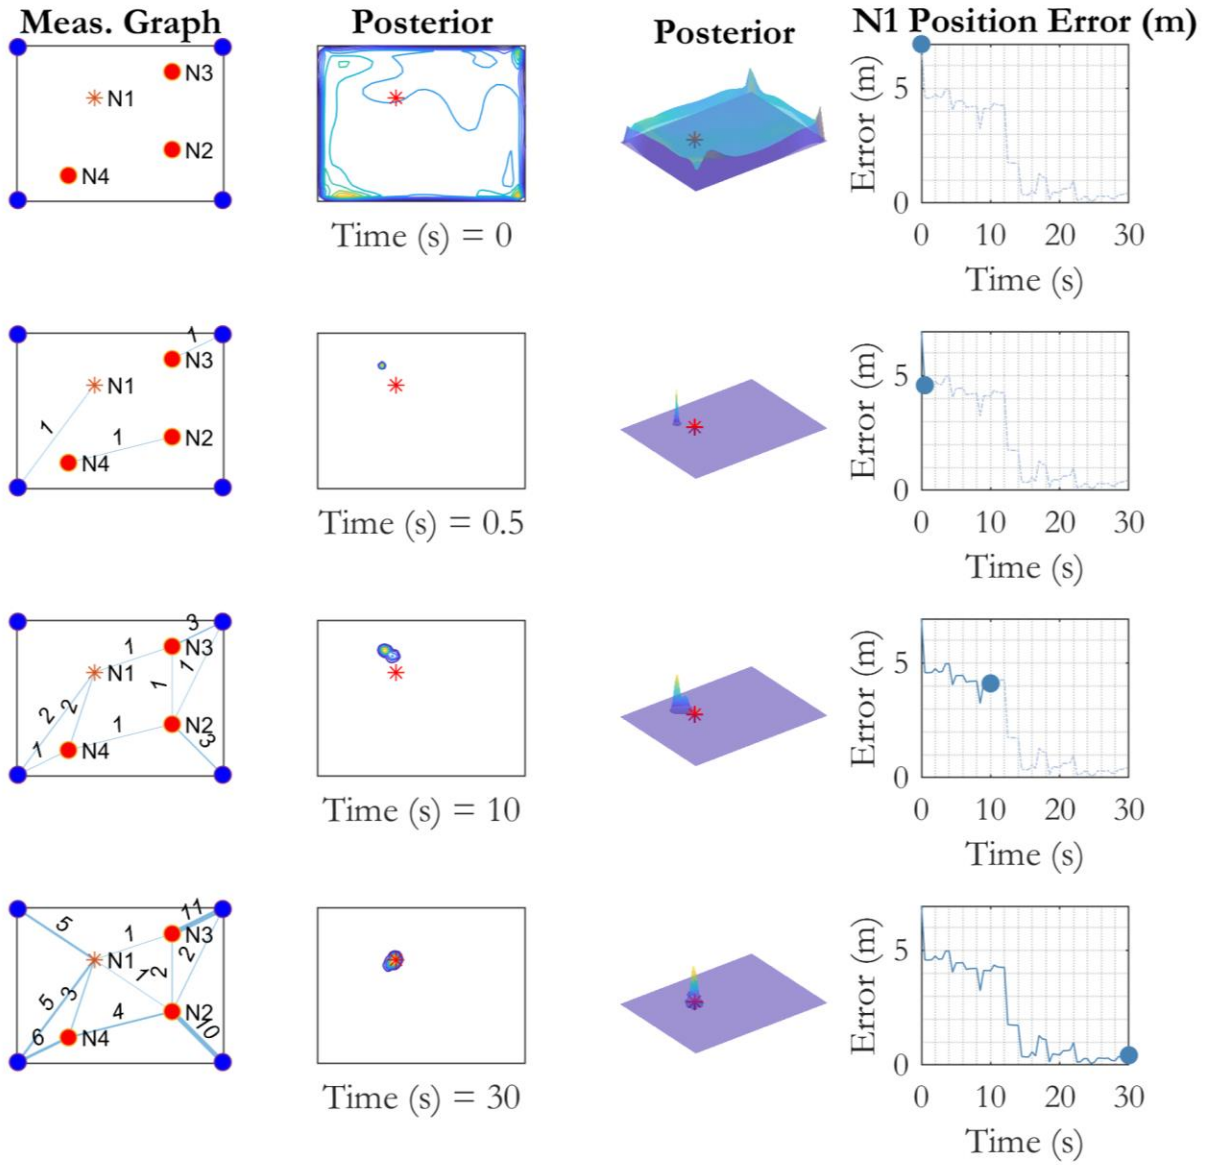 Meas. Graph
Posterior
Posterior
N1 Position Error (m)
N3
N1
N2
N4
Time (s) = 0
Error (m)
5
0
0 10 20 30
Time (s)
1
N3
N1
1
1
N2
N4
Time (s) = 0.5
Error (m)
5
0
0 10 20 30
Time (s)
3
1
N3
N1
1
1
2
2
1
N2
3
1
N4
Time (s) = 10
Error (m)
5
0
0 10 20 30
Time (s)
11
5
1
N3
N1
2
1
2
5
3
4
N2
10
6
N4
Time (s) = 30
Error (m)
5
0
0 10 20 30
Time (s)